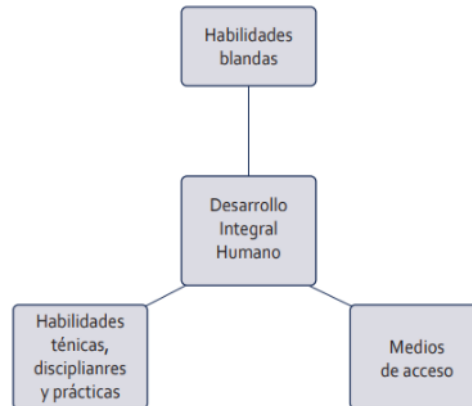 Habilidades
blandas
Desarrollo
Integral
Humano
Habilidades
ténicas,
disciplianres
y prácticas
Medios
de acceso